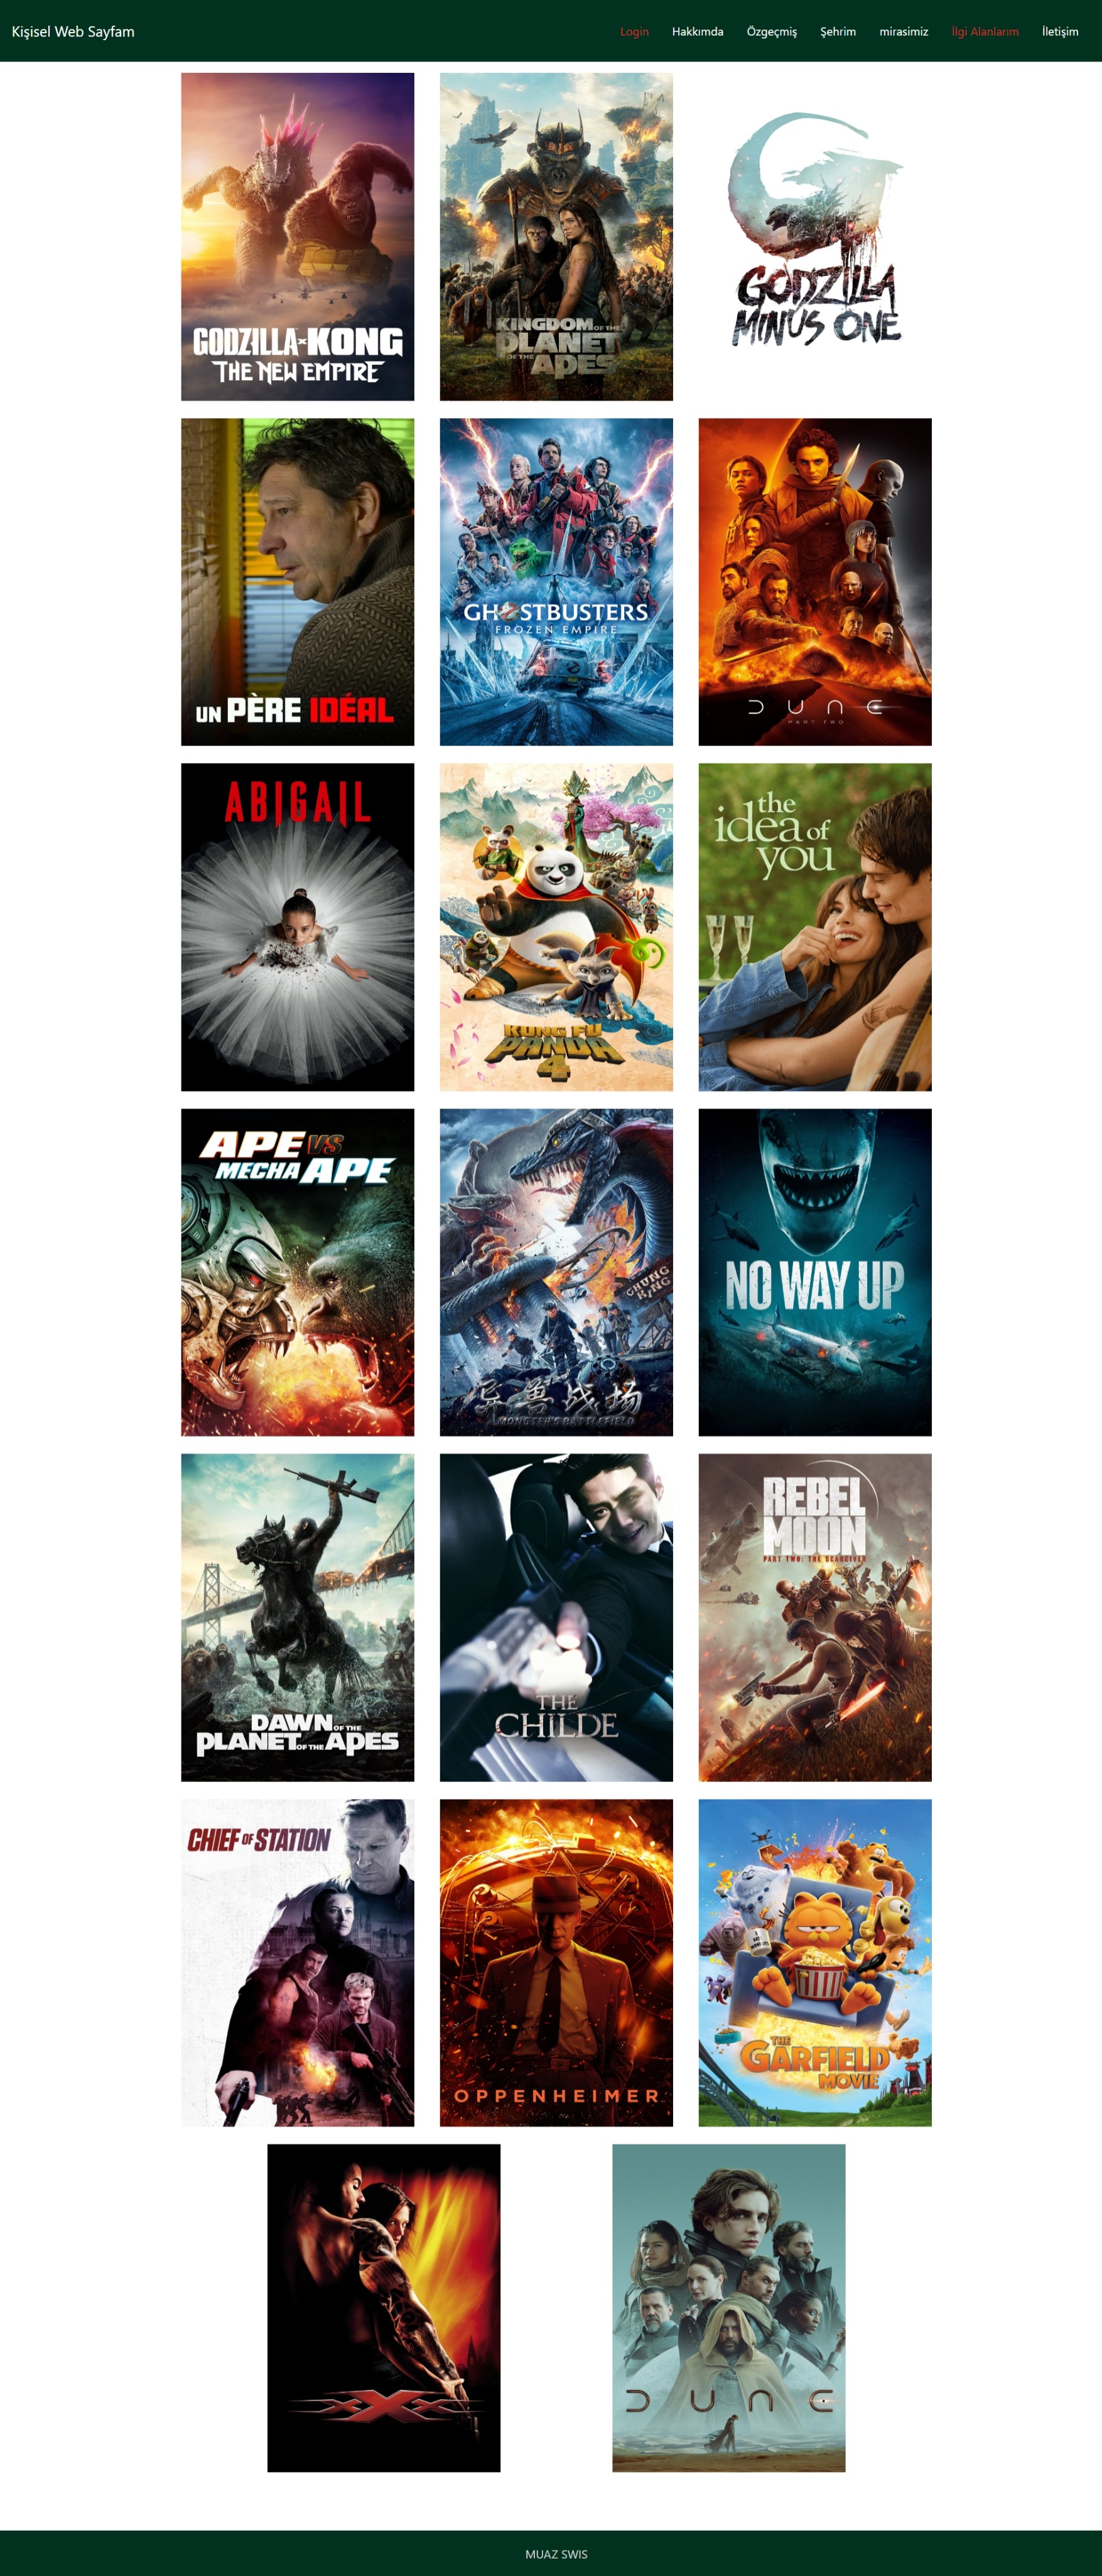 Kişisel Web Sayfam
Login Hakkımda Özgeçmiş Şehrim mirasimiz İlgi Alanlarım İletişim
GODZILLA x KONG
THE NEW EMPIRE
KINGDOM OF THE
PLANET
OF THE APES
GODZILLA
MINUS ONE
UN PÈRE IDÉAL
GHOSTBUSTERS
FROZEN EMPIRE
DUNE
PART TWO
ABIGAIL
KUNG FU
PANDA
4
the
idea of
you
APE VS
MECHA APE
CHUNG
KING
异兽战场
MONSTER'S BATTLEFIELD
NO WAY UP
DAWN OF THE
PLANET OF THE APES
THE
CHILDE
REBEL
MOON
PART TWO: THE SCARGIVER
CHIEF OF STATION
OPPENHEIMER
THE
GARFIELD
MOVIE
xXx
DUNE
MUAZ SWIS